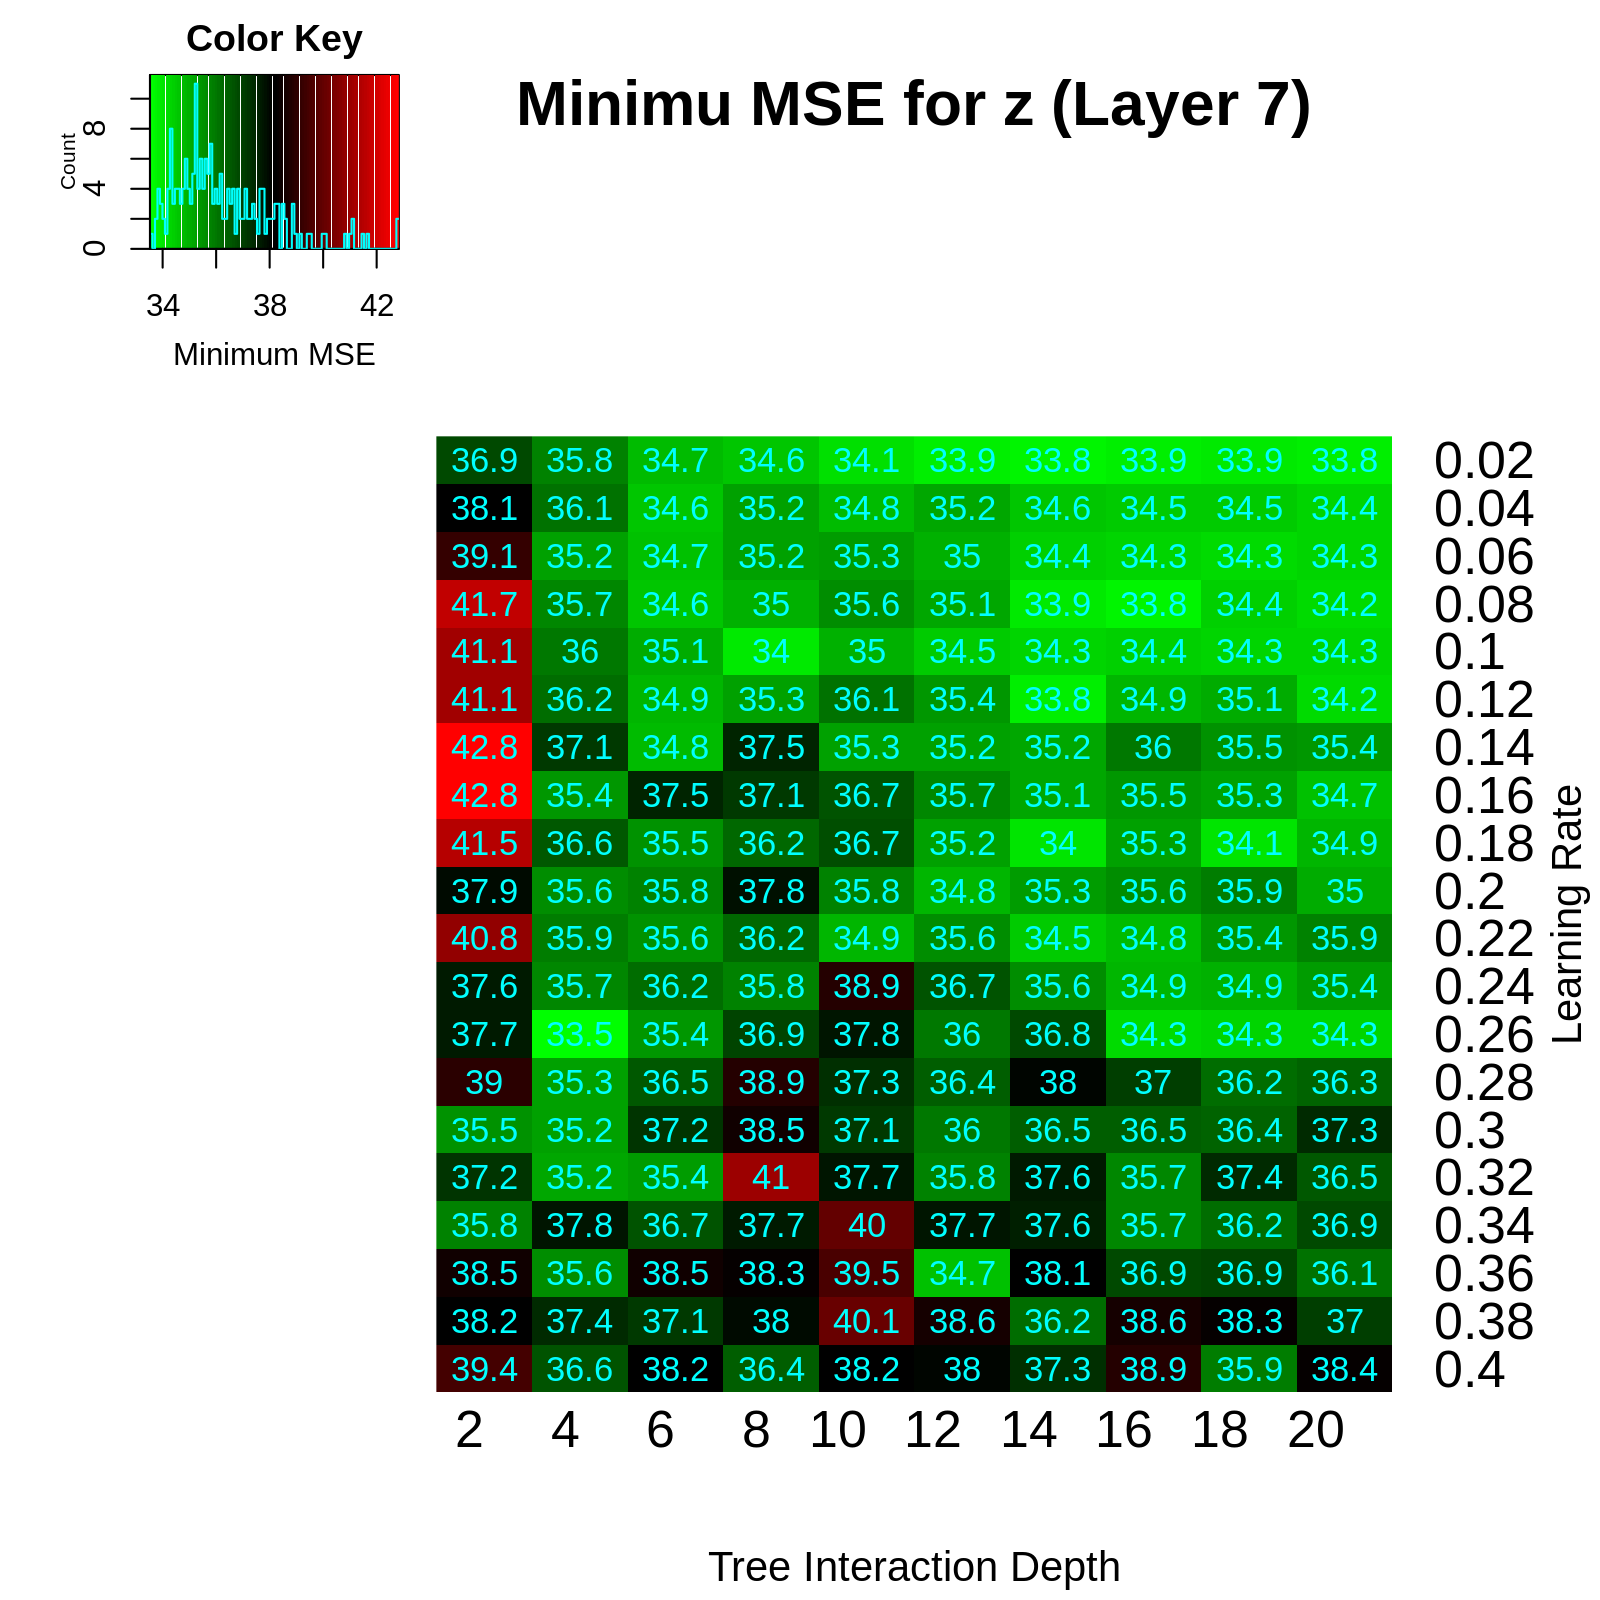 Color Key
Minimu MSE for z (Layer 7)
Count
0 4 8
34 38 42
Minimum MSE
36.9 35.8 34.7 34.6 34.1 33.9 33.8 33.9 33.9 33.8 0.02
38.1 36.1 34.6 35.2 34.8 35.2 34.6 34.5 34.5 34.4 0.04
39.1 35.2 34.7 35.2 35.3 35 34.4 34.3 34.3 34.3 0.06
41.7 35.7 34.6 35 35.6 35.1 33.9 33.8 34.4 34.2 0.08
41.1 36 35.1 34 35 34.5 34.3 34.4 34.3 34.3 0.1
41.1 36.2 34.9 35.3 36.1 35.4 33.8 34.9 35.1 34.2 0.12
42.8 37.1 34.8 37.5 35.3 35.2 35.2 36 35.5 35.4 0.14
42.8 35.4 37.5 37.1 36.7 35.7 35.1 35.5 35.3 34.7 0.16
41.5 36.6 35.5 36.2 36.7 35.2 34 35.3 34.1 34.9 0.18
37.9 35.6 35.8 37.8 35.8 34.8 35.3 35.6 35.9 35 0.2
40.8 35.9 35.6 36.2 34.9 35.6 34.5 34.8 35.4 35.9 0.22
37.6 35.7 36.2 35.8 38.9 36.7 35.6 34.9 34.9 35.4 0.24
37.7 33.5 35.4 36.9 37.8 36 36.8 34.3 34.3 34.3 0.26
39 35.3 36.5 38.9 37.3 36.4 38 37 36.2 36.3 0.28
35.5 35.2 37.2 38.5 37.1 36 36.5 36.5 36.4 37.3 0.3
37.2 35.2 35.4 41 37.7 35.8 37.6 35.7 37.4 36.5 0.32
35.8 37.8 36.7 37.7 40 37.7 37.6 35.7 36.2 36.9 0.34
38.5 35.6 38.5 38.3 39.5 34.7 38.1 36.9 36.9 36.1 0.36
38.2 37.4 37.1 38 40.1 38.6 36.2 38.6 38.3 37 0.38
39.4 36.6 38.2 36.4 38.2 38 37.3 38.9 35.9 38.4 0.4
Learning Rate
2 4 6 8 10 12 14 16 18 20
Tree Interaction Depth